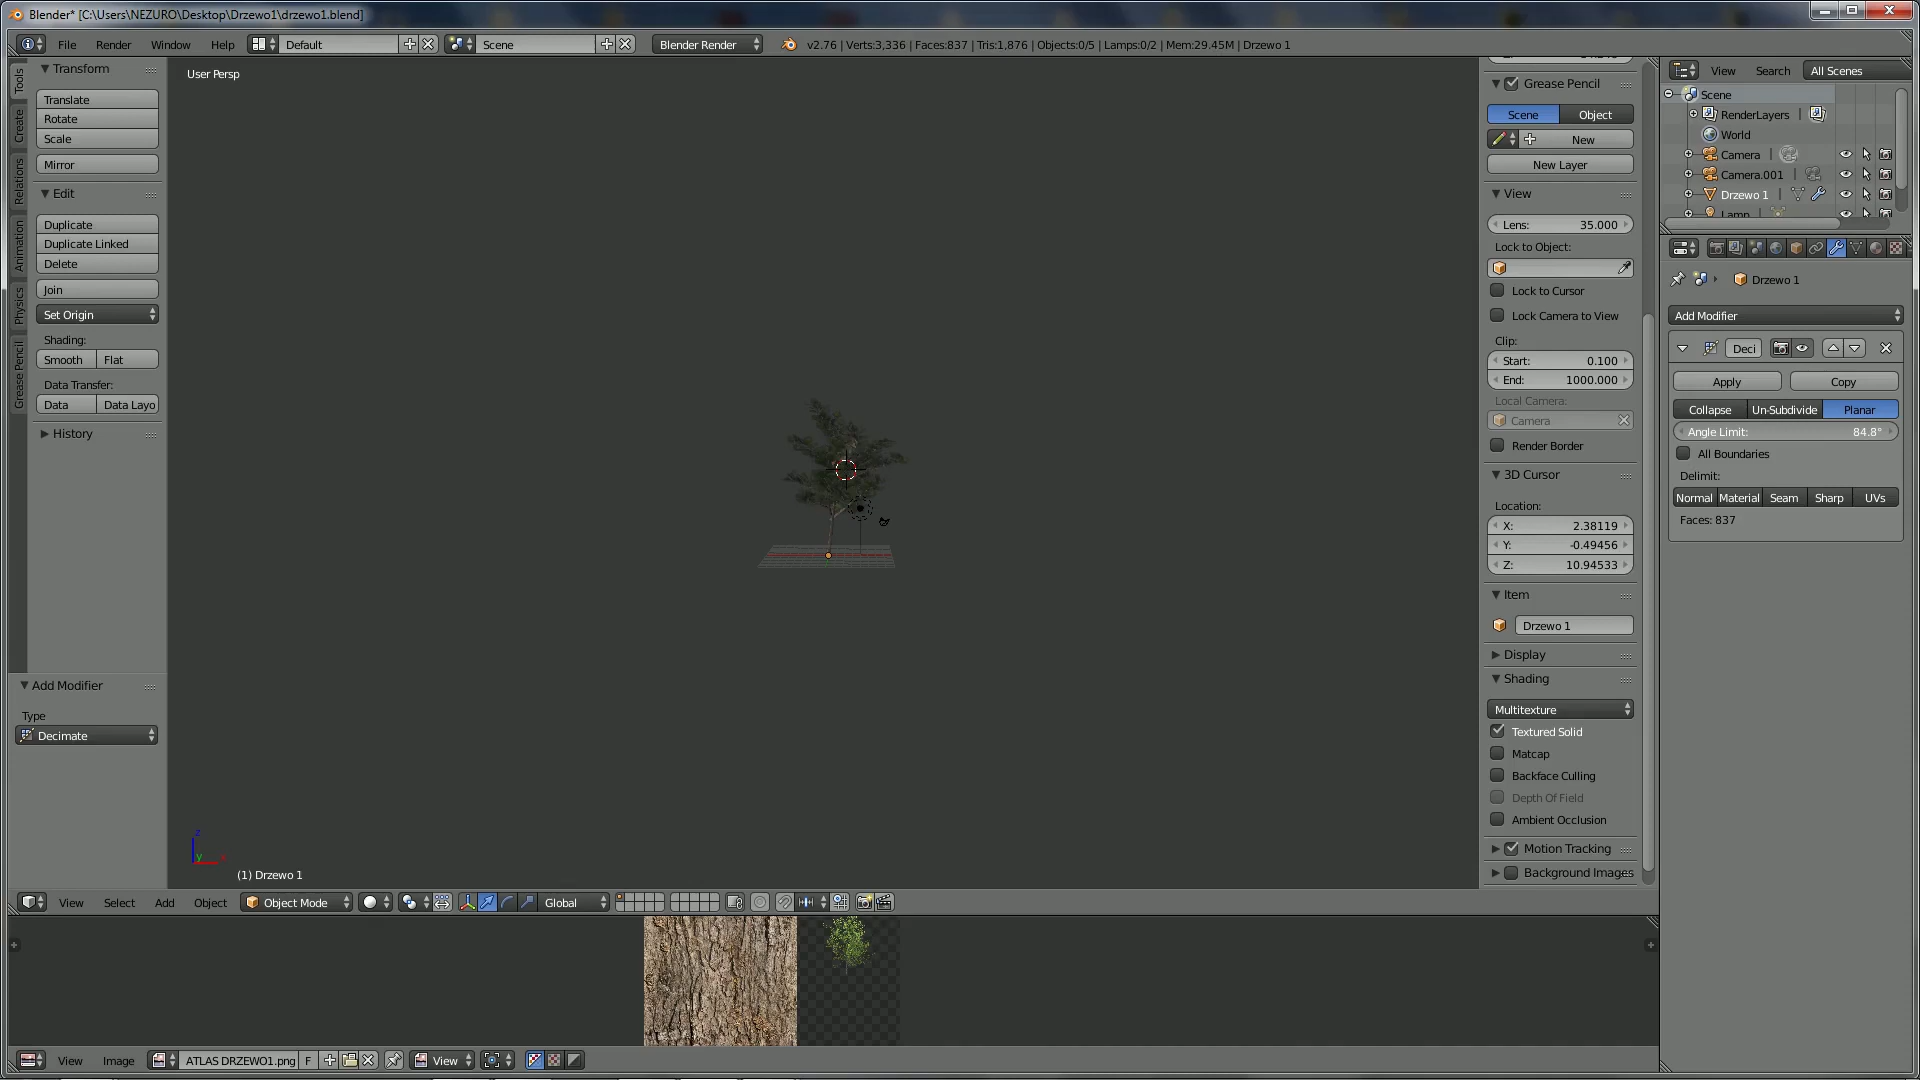 Blender* [C:\Users\NEZURO\Desktop\Drzewo1\drzewo1.blend]
File Render Window Help Default Scene Blender Render v2.76 | Verts:3,336 | Faces:837 | Tris:1,876 | Objects:0/5 | Lamps:0/2 | Mem:29.45M | Drzewo 1
Tools
Create
Relations
Animation
Physics
Grease Pencil
Transform
Translate
Rotate
Scale
Mirror
Edit
Duplicate
Duplicate Linked
Delete
Join
Set Origin
Shading:
Smooth Flat
Data Transfer:
Data Data Layo
History
Add Modifier
Type
Decimate
User Persp
z
y
x
(1) Drzewo 1
Grease Pencil
Scene Object
New
New Layer
View
Lens: 35.000
Lock to Object:
Lock to Cursor
Lock Camera to View
Clip:
Start: 0.100
End: 1000.000
Local Camera:
Camera
Render Border
3D Cursor
Location:
X: 2.38119
Y: -0.49456
Z: 10.94533
Item
Drzewo 1
Display
Shading
Multitexture
Textured Solid
Matcap
Backface Culling
Depth Of Field
Ambient Occlusion
Motion Tracking
Background Images
View Search All Scenes
Scene
RenderLayers
World
Camera
Camera.001
Drzewo 1
Lamp
Drzewo 1
Add Modifier
Deci
Apply Copy
Collapse Un-Subdivide Planar
Angle Limit: 84.8°
All Boundaries
Delimit:
Normal Material Seam Sharp UVs
Faces: 837
View Select Add Object Object Mode Global
View Image ATLAS DRZEWO1.png F View